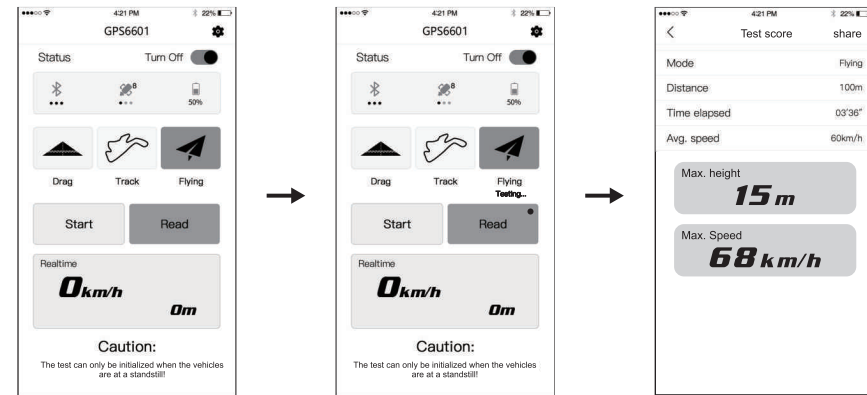 4:21 PM
22%
GPS6601
Status
Turn Off
8
50%
Drag
Track
Flying
Start
Read
Realtime
0km/h
0m
Caution:
The test can only be initialized when the vehicles
are at a standstill!
4:21 PM
22%
GPS6601
Status
Turn Off
8
50%
Drag
Track
Flying
Testing...
Start
Read
Realtime
0km/h
0m
Caution:
The test can only be initialized when the vehicles
are at a standstill!
4:21 PM
22%
Test score
share
Mode
Flying
Distance
100m
Time elapsed
03'36"
Avg. speed
60km/h
Max. height
15 m
Max. Speed
68 km/h